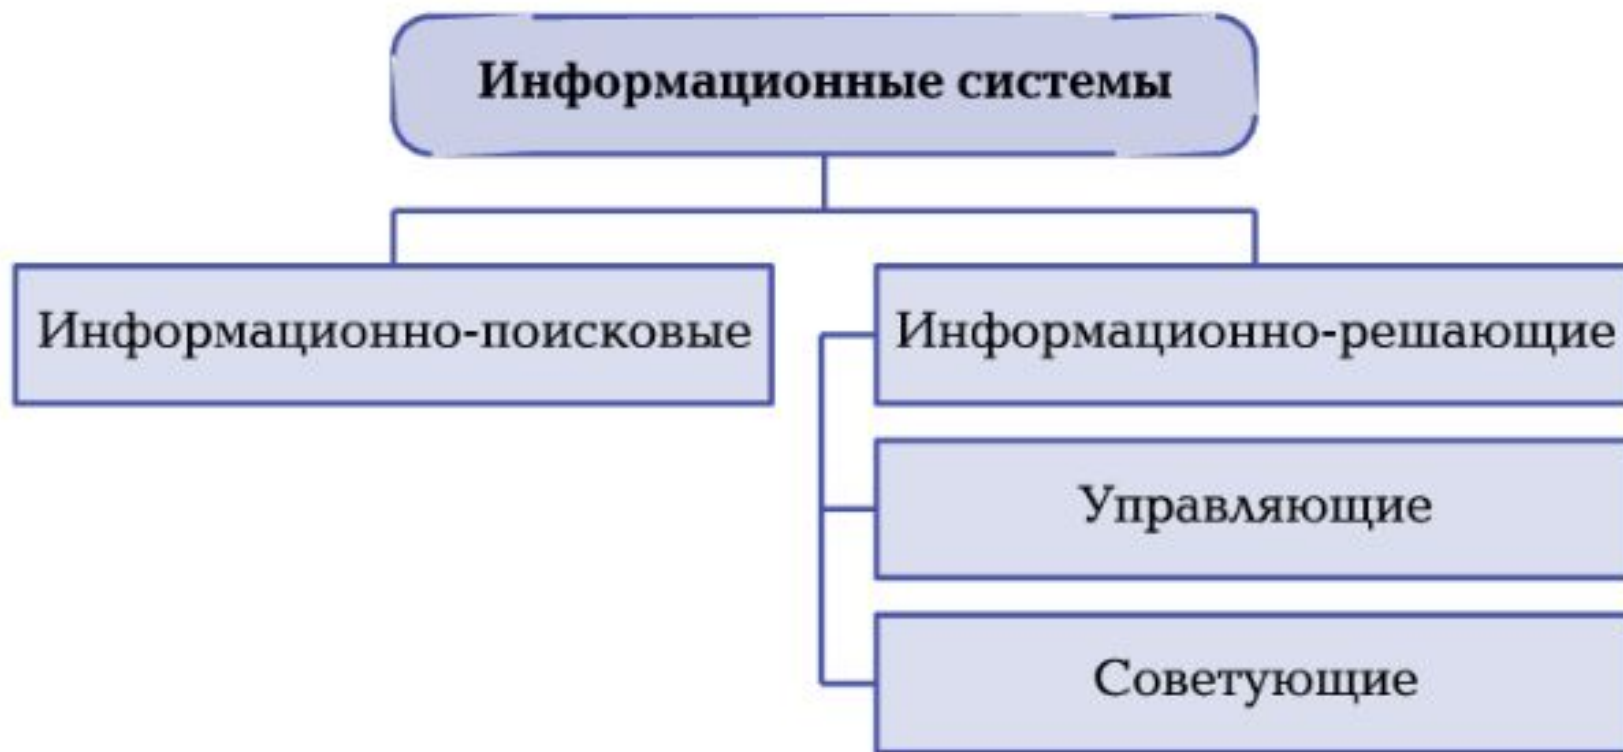 Информационные системы
Информационно-поисковые
Информационно-решающие
Управляющие
Советующие